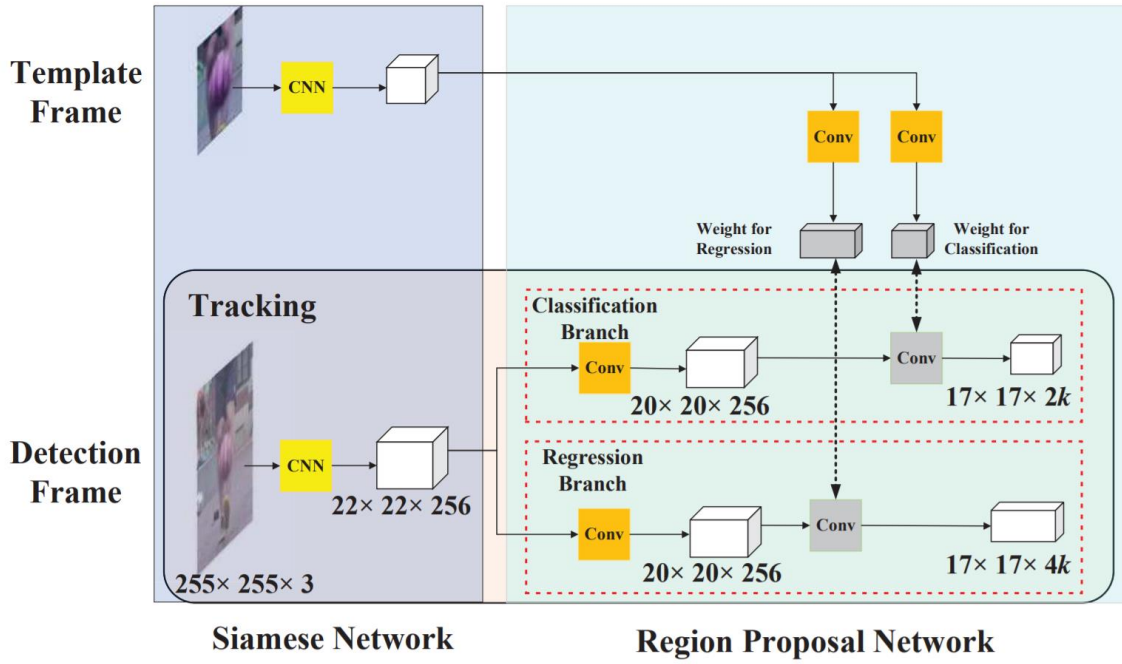 Template
Frame
CNN
Conv
Conv
Weight for
Regression
Weight for
Classification
Tracking
Classification
Branch
Conv
20× 20× 256
Conv
17× 17× 2k
Detection
Frame
CNN
22× 22× 256
255× 255× 3
Regression
Branch
Conv
20× 20× 256
Conv
17× 17× 4k
Siamese Network
Region Proposal Network